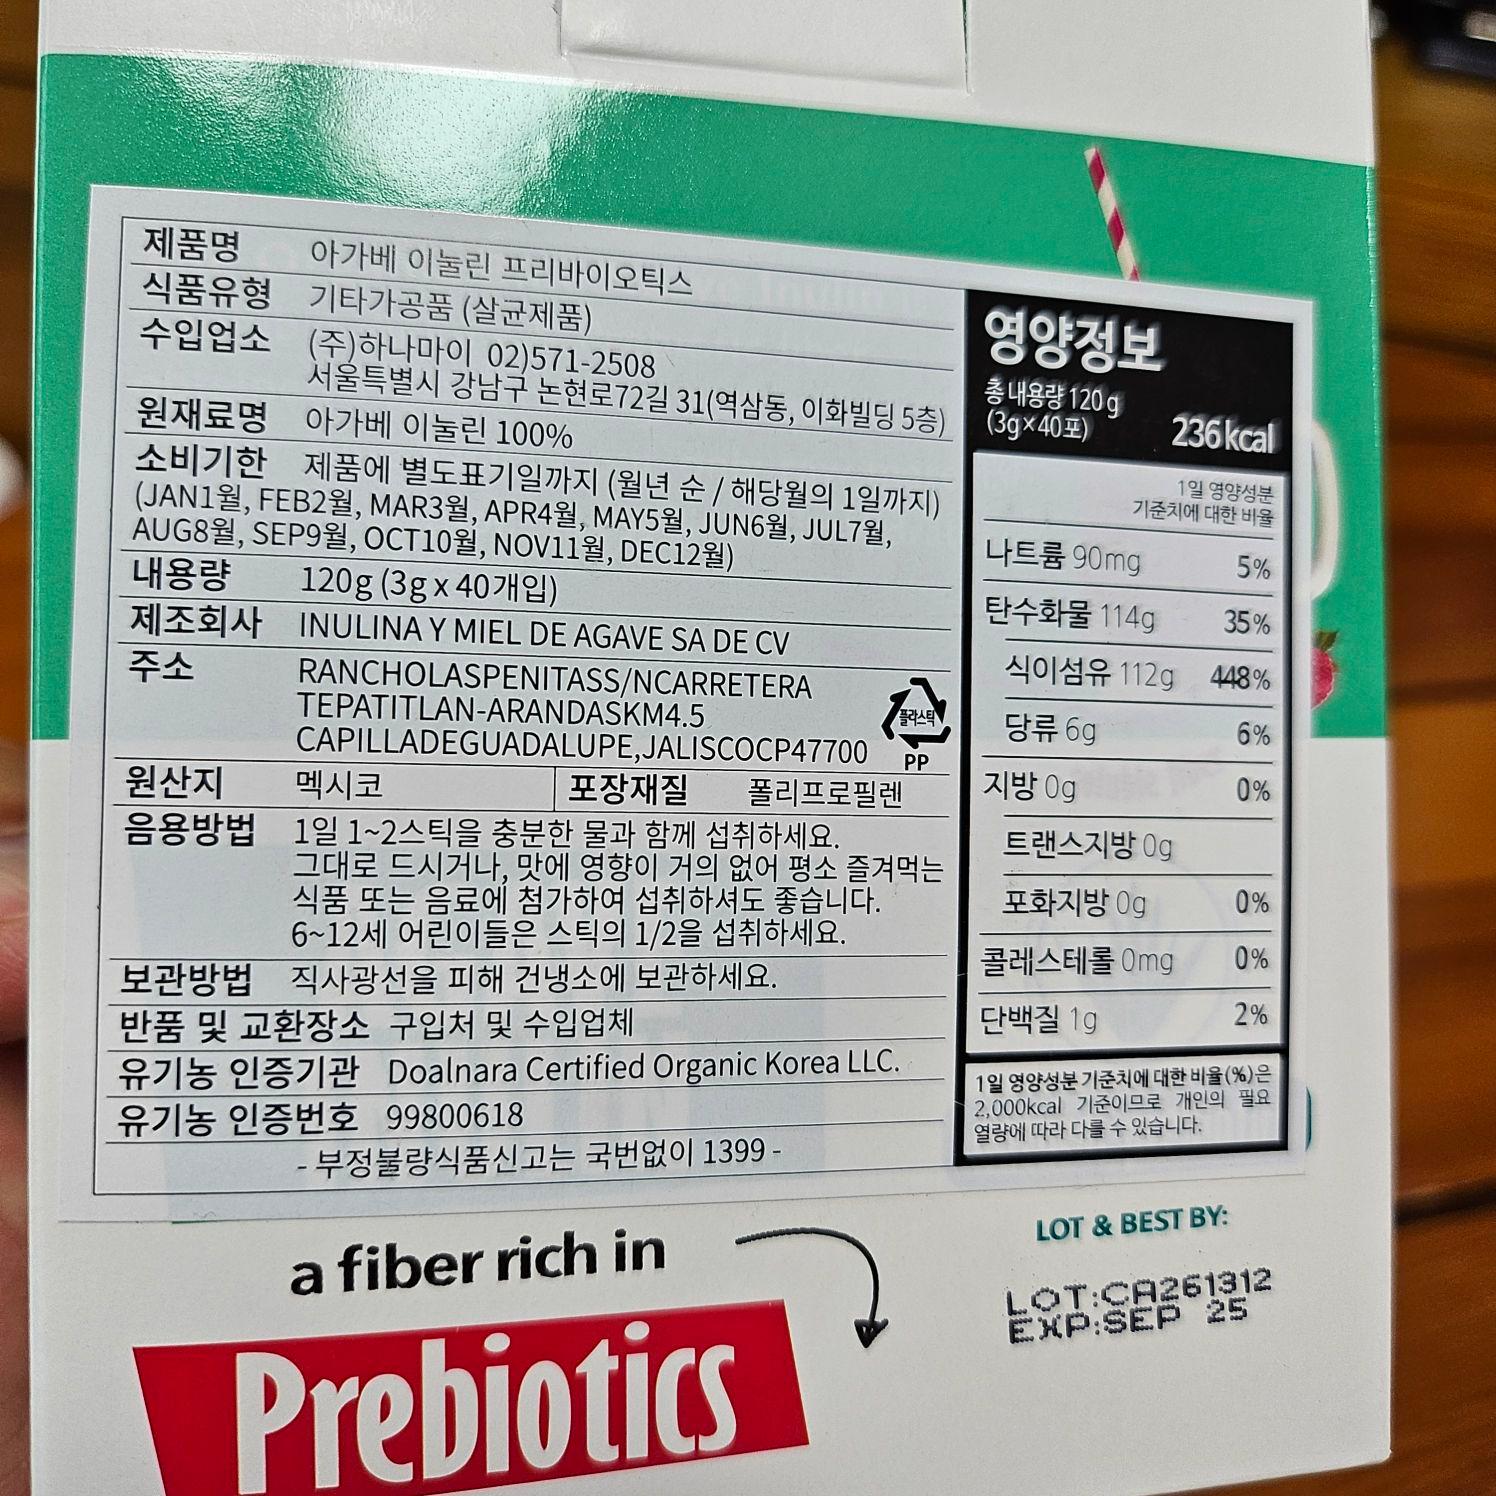 제품명 아가베 이눌린 프리바이오틱스
식품유형 기타가공품 (살균제품)
수입업소 (주)하나마이 02)571-2508
서울특별시 강남구 논현로72길 31(역삼동, 이화빌딩 5층)
원재료명 아가베 이눌린 100%
소비기한 제품에 별도표기일까지 (월년 순 / 해당월의 1일까지)
(JAN1월, FEB2월, MAR3월, APR4월, MAY5월, JUN6월, JUL7월,
AUG8월, SEP9월, OCT10월, NOV11월, DEC12월)
내용량 120g (3g x 40개입)
제조회사 INULINA Y MIEL DE AGAVE SA DE CV
주소 RANCHOLASPENITASS/NCARRETERA
TEPATITLAN-ARANDASKM4.5
CAPILLADEGUADALUPE,JALISCOCP47700
플라스틱
PP
원산지 멕시코 포장재질 폴리프로필렌
음용방법 1일 1~2스틱을 충분한 물과 함께 섭취하세요.
그대로 드시거나, 맛에 영향이 거의 없어 평소 즐겨먹는
식품 또는 음료에 첨가하여 섭취하셔도 좋습니다.
6~12세 어린이들은 스틱의 1/2을 섭취하세요.
보관방법 직사광선을 피해 건냉소에 보관하세요.
반품 및 교환장소 구입처 및 수입업체
유기농 인증기관 Doalnara Certified Organic Korea LLC.
유기농 인증번호 99800618
- 부정불량식품신고는 국번없이 1399 -
영양정보
총 내용량 120 g
(3g×40포) 236 kcal
1일 영양성분
기준치에 대한 비율
나트륨 90mg 5%
탄수화물 114g 35%
식이섬유 112g 448%
당류 6g 6%
지방 0g 0%
트랜스지방 0g
포화지방 0g 0%
콜레스테롤 0mg 0%
단백질 1g 2%
1일 영양성분 기준치에 대한 비율(%)은
2,000kcal 기준이므로 개인의 필요
열량에 따라 다를 수 있습니다.
a fiber rich in
Prebiotics
LOT & BEST BY:
LOT:CA261312
EXP:SEP 25